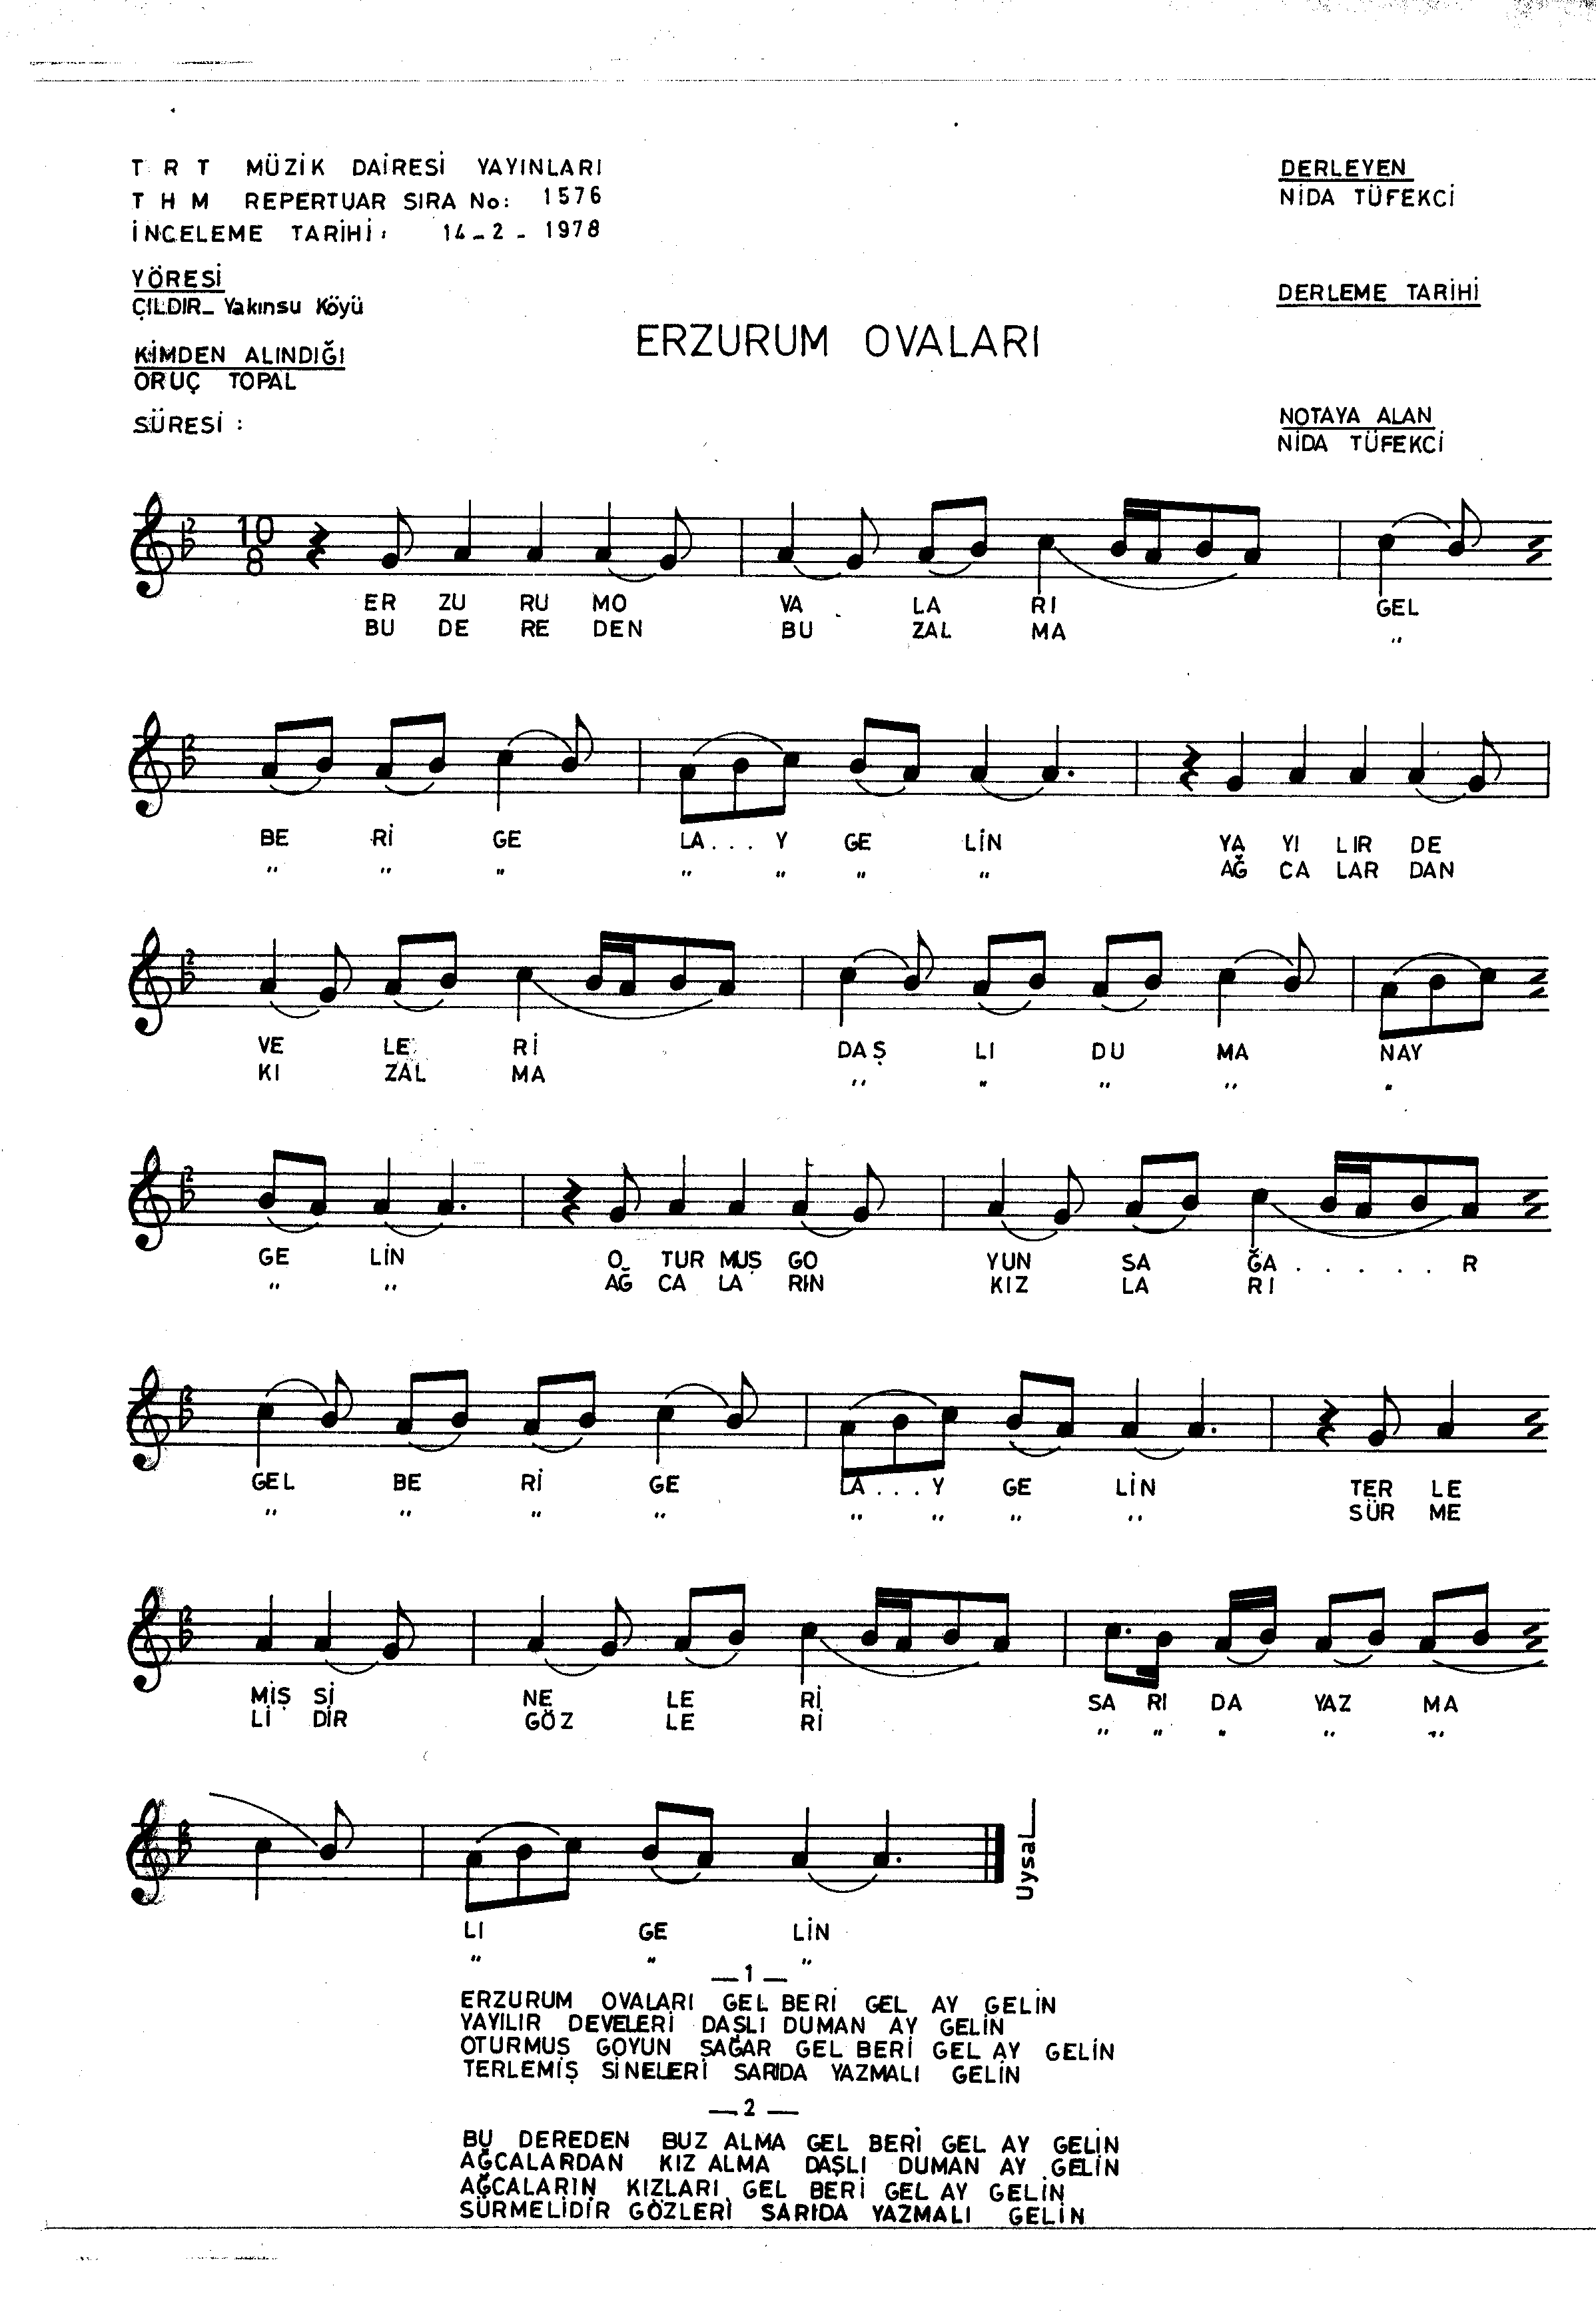 T R T MÜZİK DAİRESİ YAYINLARI
T H M REPERTUAR SIRA No: 1576
İNCELEME TARİHİ: 14-2-1978
YÖRESİ
ÇILDIR_ Yakınsu Köyü
KİMDEN ALINDIĞI
ORUÇ TOPAL
SÜRESİ :
ERZURUM OVALARI
DERLEYEN
NİDA TÜFEKCİ
DERLEME TARİHİ
NOTAYA ALAN
NİDA TÜFEKCİ
10
8
ER ZU RU MO VA LA RI GEL
BU DE RE DEN BU ZAL MA "
BE Rİ GE LA... Y GE LİN YA YI LIR DE
" " " " " " " AĞ CA LAR DAN
VE LE Rİ DAŞ LI DU MA NAY
KI ZAL MA " " " " "
GE LİN O TUR MUŞ GO YUN SA ĞA ..... R
" " AĞ CA LA RIN KIZ LA RI
GEL BE Rİ GE LA...Y GE LİN TER LE
" " " " " " " " SÜR ME
MİŞ Sİ NE LE Rİ SA RI DA YAZ MA
Lİ DİR GÖZ LE Rİ " " " " "
Uysal
LI GE LİN
" " "
_1_
ERZURUM OVALARI GEL BERİ GEL AY GELİN
YAYILIR DEVELERİ DAŞLI DUMAN AY GELİN
OTURMUŞ GOYUN SAĞAR GEL BERİ GEL AY GELİN
TERLEMİŞ SİNELERİ SARIDA YAZMALI GELİN
_2_
BU DEREDEN BUZ ALMA GEL BERİ GEL AY GELİN
AĞCALARDAN KIZ ALMA DAŞLI DUMAN AY GELİN
AĞCALARIN KIZLARI GEL BERİ GEL AY GELİN
SÜRMELİDİR GÖZLERİ SARIDA YAZMALI GELİN